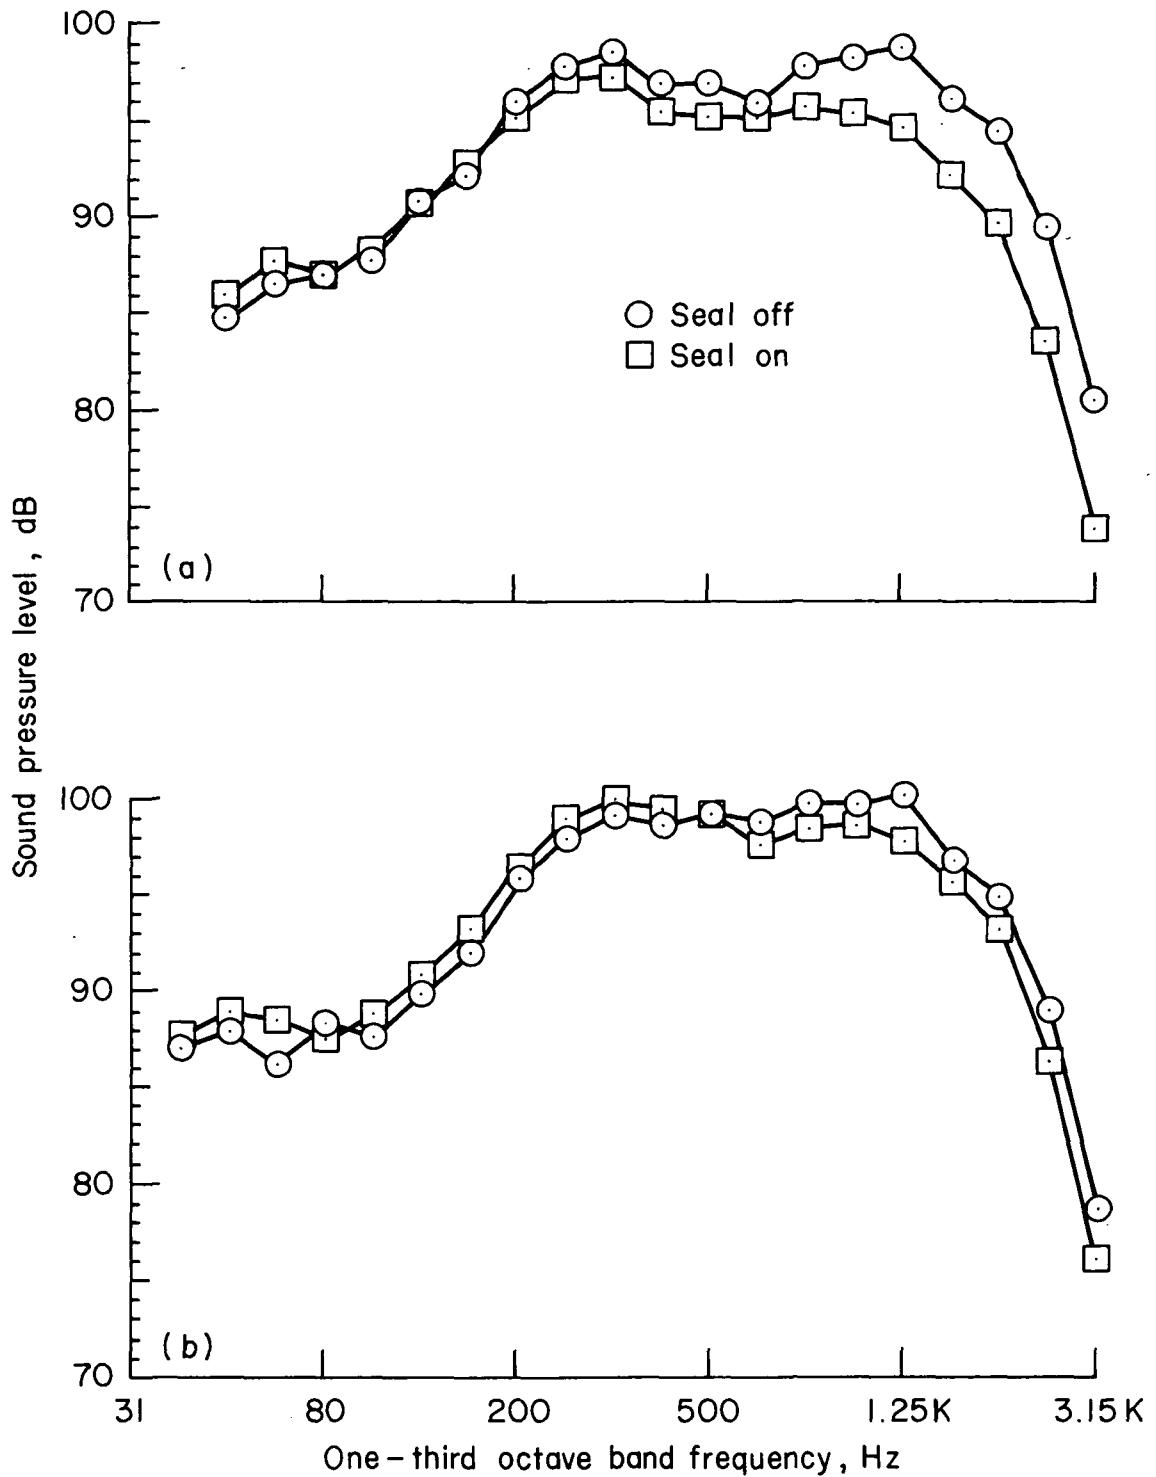 100
90
80
70
Seal off
Seal on
(a)
Sound pressure level, dB
100
90
80
70
(b)
31 80 200 500 1.25K 3.15K
One-third octave band frequency, Hz